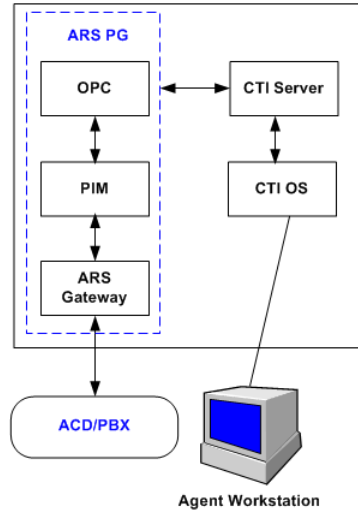 ARS PG
OPC
CTI Server
PIM
CTI OS
ARS
Gateway
ACD/PBX
Agent Workstation